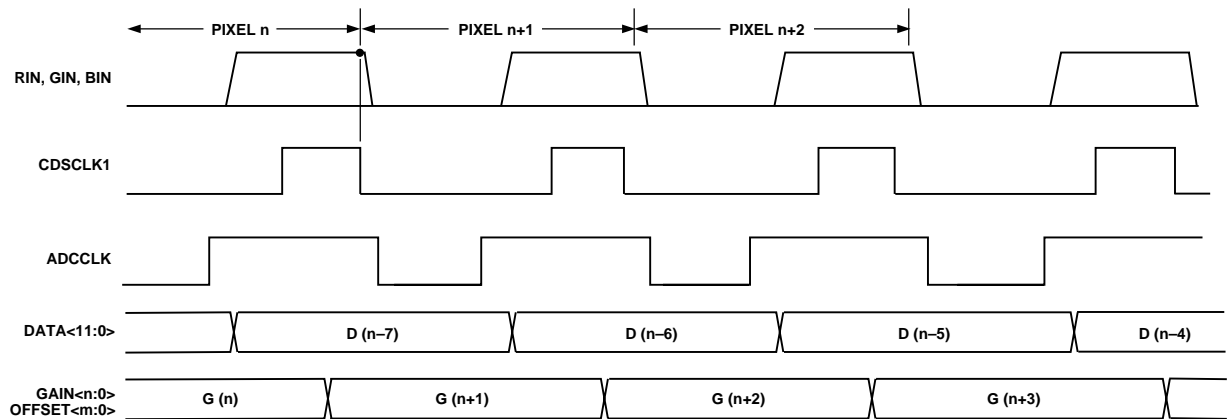 PIXEL n PIXEL n+1 PIXEL n+2
RIN, GIN, BIN
CDSCLK1
ADCCLK
DATA<11:0> D (n–7) D (n–6) D (n–5) D (n–4)
GAIN<n:0>
OFFSET<m:0> G (n) G (n+1) G (n+2) G (n+3)